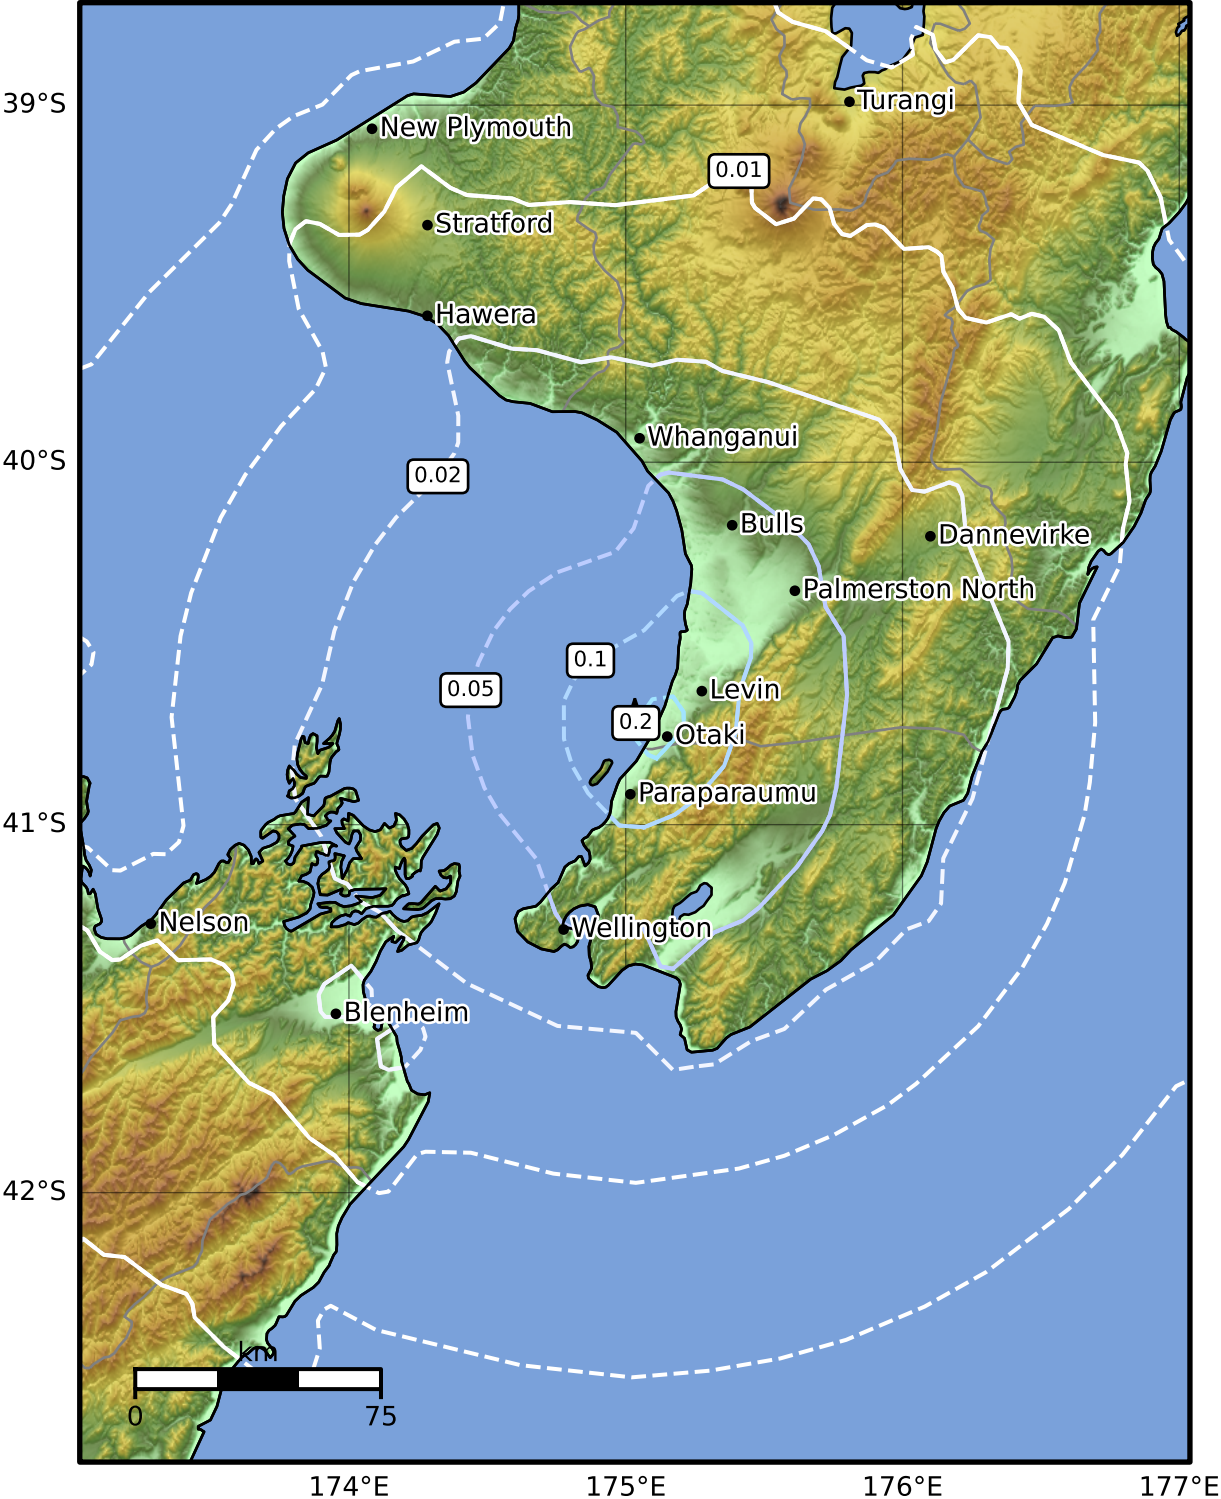 39°S
Turangi
New Plymouth
0.01
Stratford
Hawera
Whanganui
40°S
0.02
Bulls
Dannevirke
Palmerston North
0.1
0.05
Levin
0.2
Otaki
Paraparaumu
41°S
Nelson
Wellington
Blenheim
42°S
km
0 75
174°E 175°E 176°E 177°E